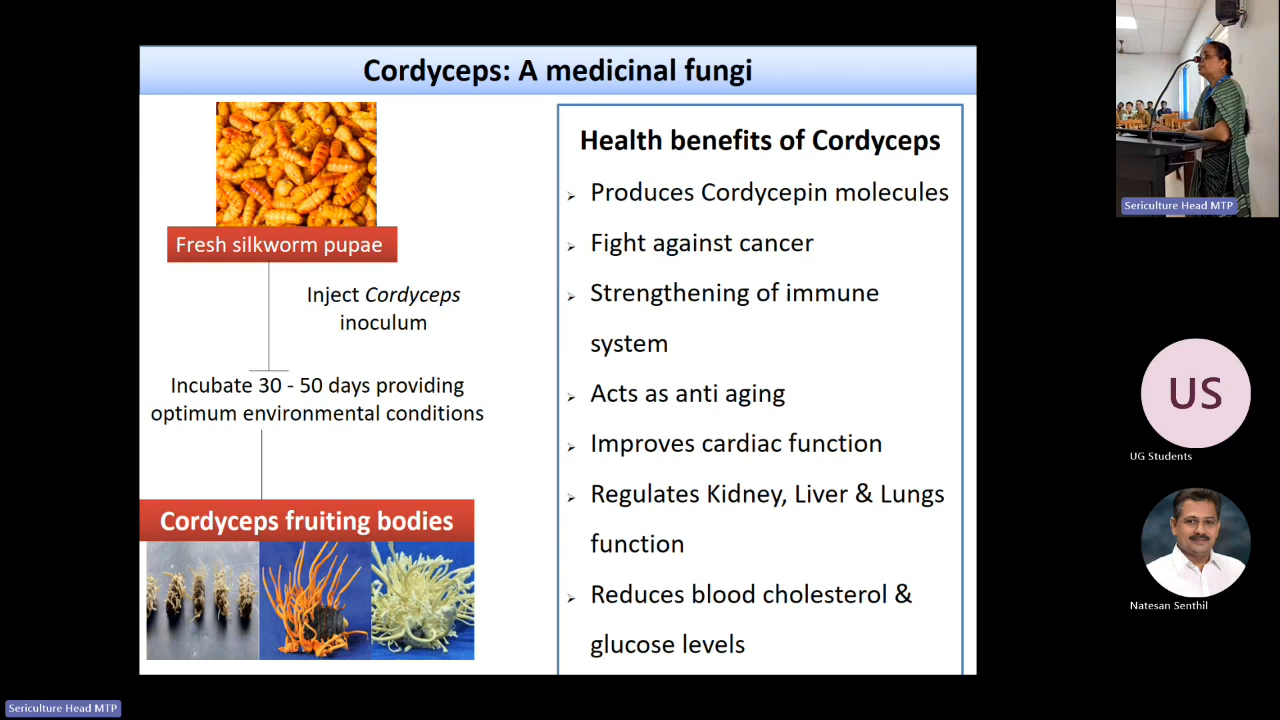 Cordyceps: A medicinal fungi
Fresh silkworm pupae
Inject Cordyceps
inoculum
Incubate 30 - 50 days providing
optimum environmental conditions
Cordyceps fruiting bodies
Health benefits of Cordyceps
➢ Produces Cordycepin molecules
➢ Fight against cancer
➢ Strengthening of immune
system
➢ Acts as anti aging
➢ Improves cardiac function
➢ Regulates Kidney, Liver & Lungs
function
➢ Reduces blood cholesterol &
glucose levels
Sericulture Head MTP
US
UG Students
Natesan Senthil
Sericulture Head MTP